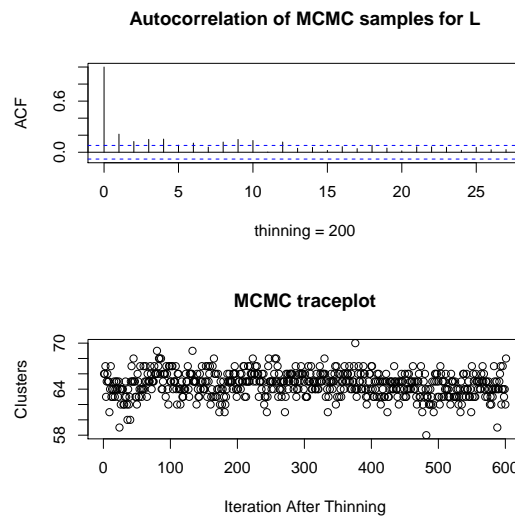 Autocorrelation of MCMC samples for L
ACF
0.6
0.0
0 5 10 15 20 25
thinning = 200
MCMC traceplot
Clusters
70
64
58
0 100 200 300 400 500 600
Iteration After Thinning